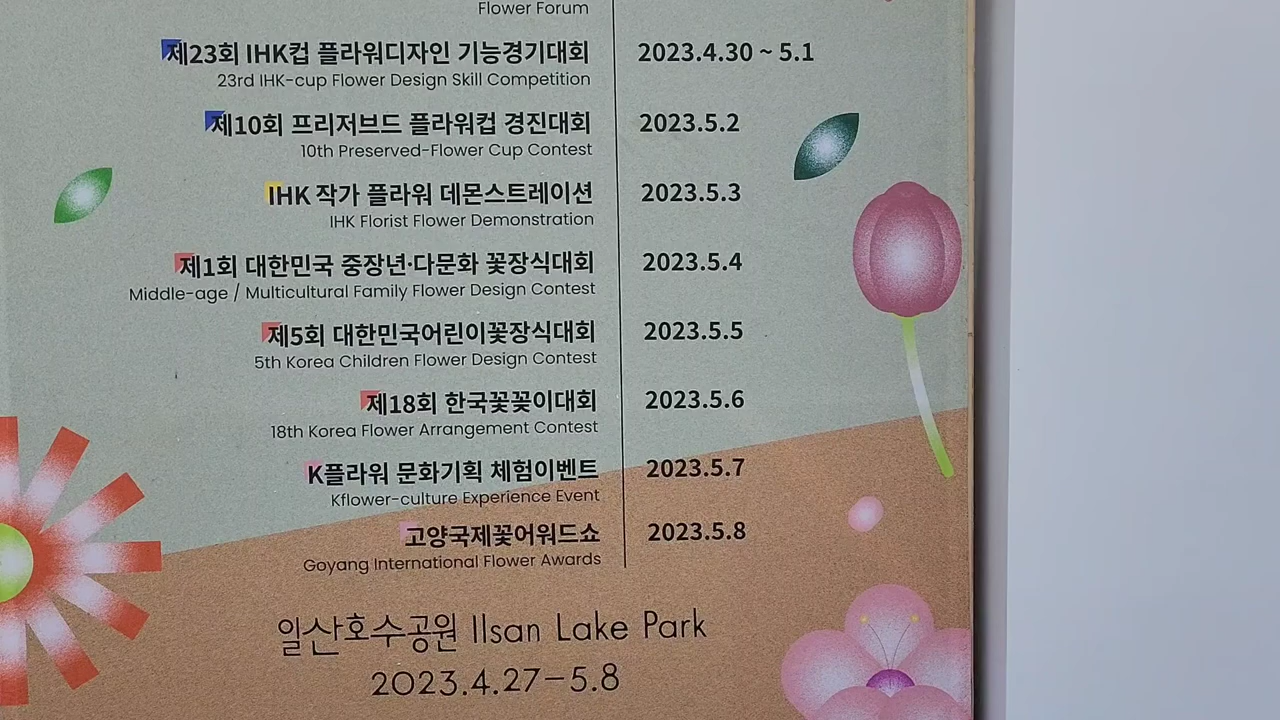 Flower Forum
제23회 IHK컵 플라워디자인 기능경기대회 2023.4.30 ~ 5.1
23rd IHK-cup Flower Design Skill Competition
제10회 프리저브드 플라워컵 경진대회 2023.5.2
10th Preserved-Flower Cup Contest
IHK 작가 플라워 데몬스트레이션 2023.5.3
IHK Florist Flower Demonstration
제1회 대한민국 중장년·다문화 꽃장식대회 2023.5.4
Middle-age / Multicultural Family Flower Design Contest
제5회 대한민국어린이꽃장식대회 2023.5.5
5th Korea Children Flower Design Contest
제18회 한국꽃꽂이대회 2023.5.6
18th Korea Flower Arrangement Contest
K플라워 문화기획 체험이벤트 2023.5.7
Kflower-culture Experience Event
고양국제꽃어워드쇼 2023.5.8
Goyang International Flower Awards
일산호수공원 Ilsan Lake Park
2023.4.27-5.8